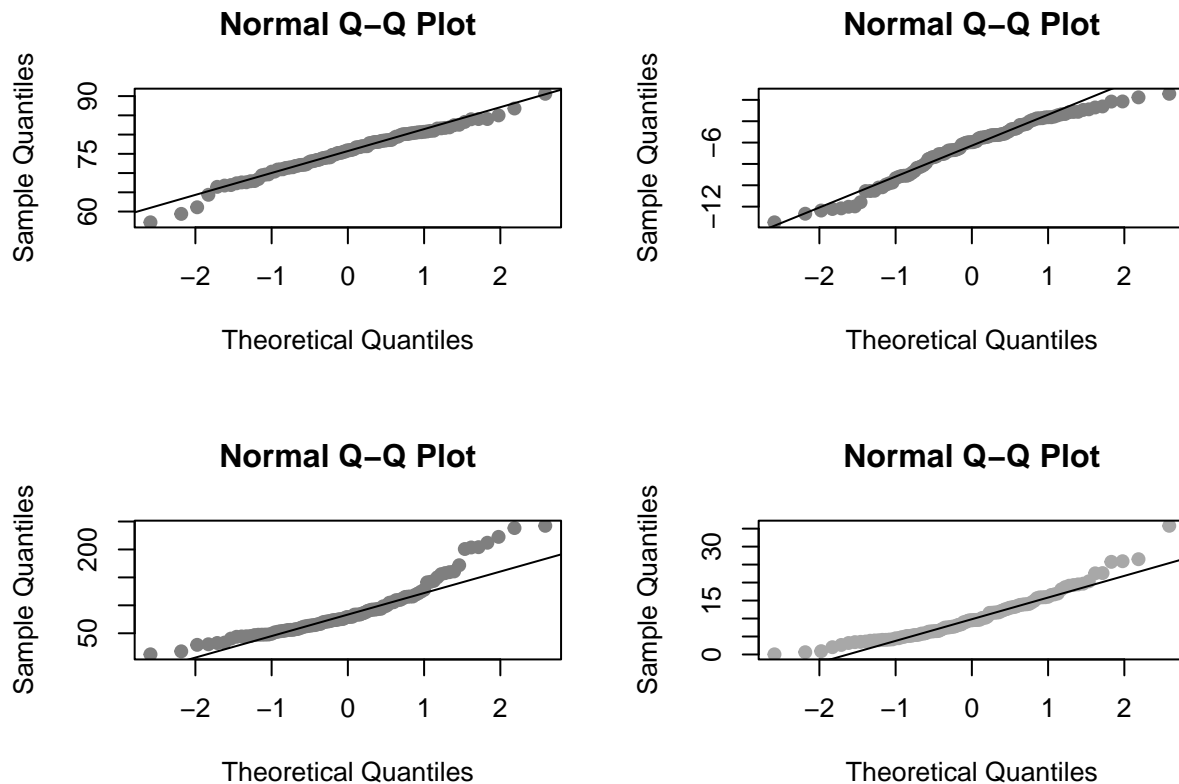 Normal Q−Q Plot
Sample Quantiles
60 75 90
−2 −1 0 1 2
Theoretical Quantiles
Normal Q−Q Plot
Sample Quantiles
−12 −6
−2 −1 0 1 2
Theoretical Quantiles
Normal Q−Q Plot
Sample Quantiles
50 200
−2 −1 0 1 2
Theoretical Quantiles
Normal Q−Q Plot
Sample Quantiles
0 15 30
−2 −1 0 1 2
Theoretical Quantiles